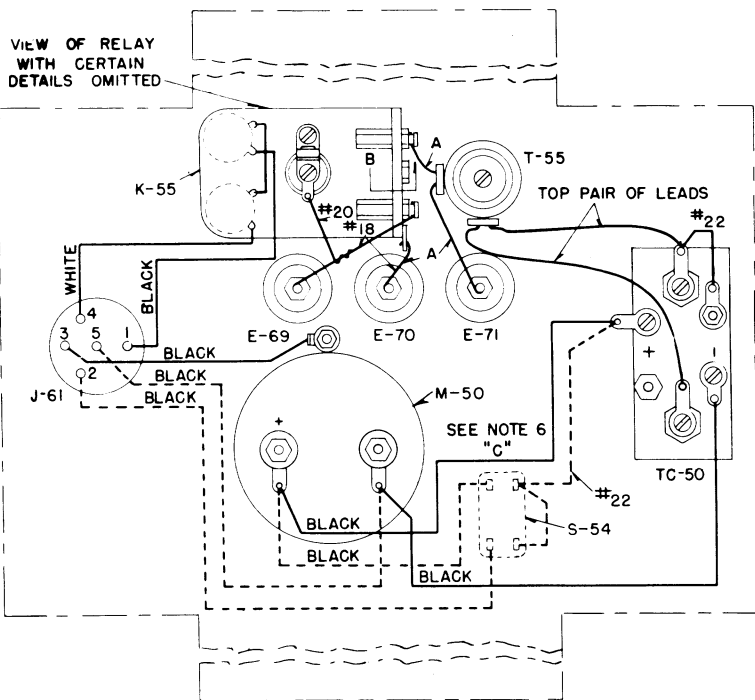 VIEW OF RELAY
WITH CERTAIN
DETAILS OMITTED
K-55
B
A
T-55
TOP PAIR OF LEADS
#20
#18
A
#22
WHITE
BLACK
4
3
5
1
2
J-61
E-69
E-70
E-71
BLACK
BLACK
BLACK
M-50
+
-
+
SEE NOTE 6
"C"
TC-50
#22
S-54
BLACK
BLACK
BLACK